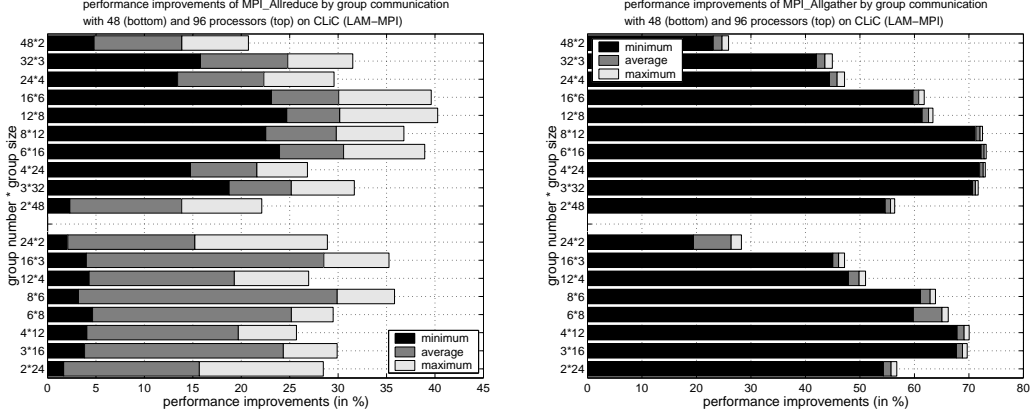 performance improvements of MPI_Allreduce by group communication
with 48 (bottom) and 96 processors (top) on CLiC (LAM−MPI)
48*2
32*3
24*4
16*6
12*8
8*12
6*16
4*24
3*32
2*48
24*2
16*3
12*4
8*6
6*8
4*12
3*16
2*24
group number * group size
minimum
average
maximum
0 5 10 15 20 25 30 35 40 45
performance improvements (in %)
performance improvements of MPI_Allgather by group communication
with 48 (bottom) and 96 processors (top) on CLiC (LAM−MPI)
minimum
average
maximum
48*2
32*3
24*4
16*6
12*8
8*12
6*16
4*24
3*32
2*48
24*2
16*3
12*4
8*6
6*8
4*12
3*16
2*24
group number * group size
0 10 20 30 40 50 60 70 80
performance improvements (in %)